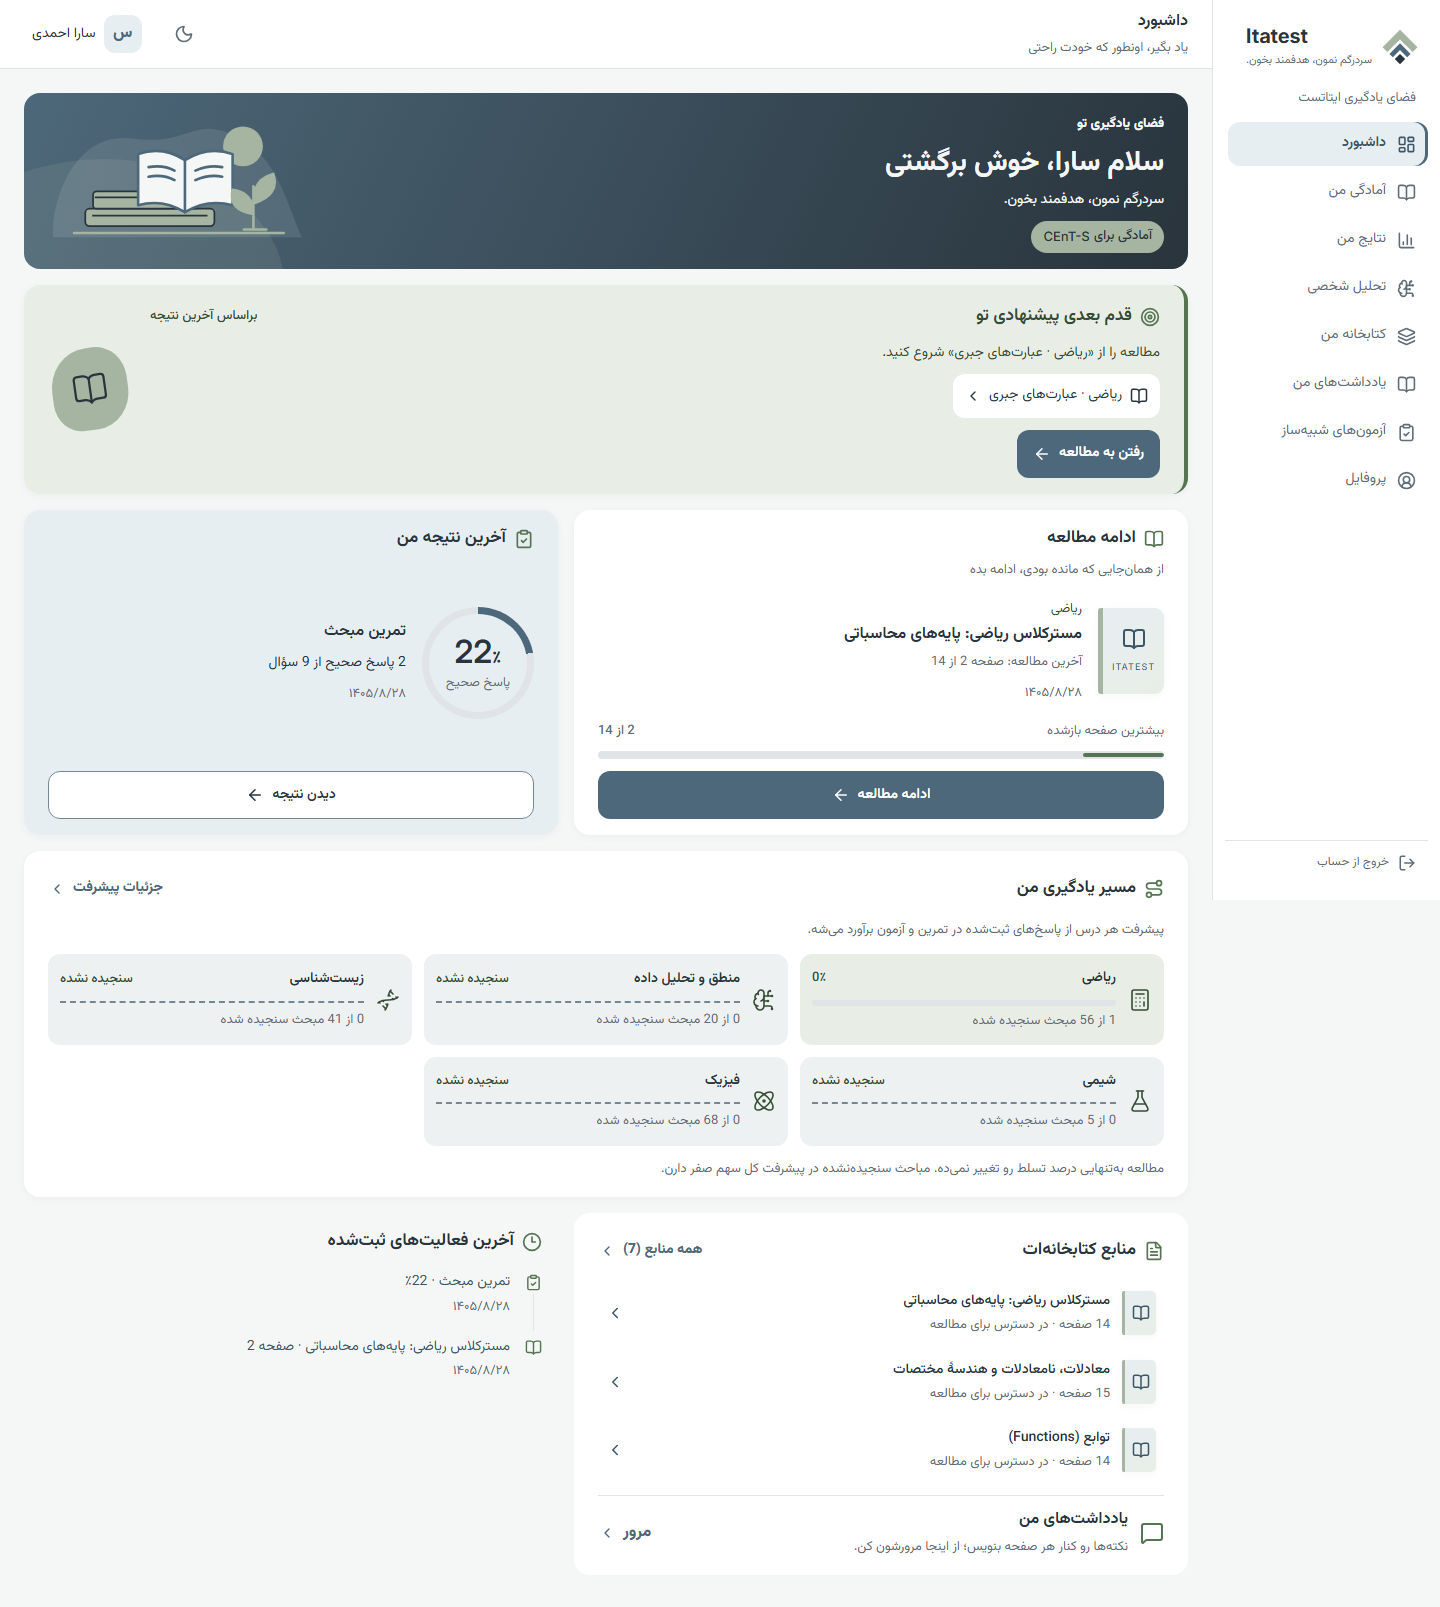 Itatest
سردرگم نمون، هدفمند بخون.
فضای یادگیری ایتاتست
داشبورد
آمادگی من
نتایج من
تحلیل شخصی
کتابخانه من
یادداشت‌های من
آزمون‌های شبیه‌ساز
پروفایل
خروج از حساب
داشبورد
یاد بگیر، اونطور که خودت راحتی
سارا احمدی
س
فضای یادگیری تو
سلام سارا، خوش برگشتی
سردرگم نمون، هدفمند بخون.
آمادگی برای CEnT-S
قدم بعدی پیشنهادی تو
براساس آخرین نتیجه
مطالعه را از «ریاضی · عبارت‌های جبری» شروع کنید.
ریاضی · عبارت‌های جبری
رفتن به مطالعه
ادامه مطالعه
از همان‌جایی که مانده بودی، ادامه بده
ITATEST
ریاضی
مسترکلاس ریاضی: پایه‌های محاسباتی
آخرین مطالعه: صفحه 2 از 14
۱۴۰۵/۸/۲۸
بیشترین صفحه بازشده
2 از 14
ادامه مطالعه
آخرین نتیجه من
22٪
پاسخ صحیح
تمرین مبحث
2 پاسخ صحیح از 9 سؤال
۱۴۰۵/۸/۲۸
دیدن نتیجه
مسیر یادگیری من
جزئیات پیشرفت
پیشرفت هر درس از پاسخ‌های ثبت‌شده در تمرین و آزمون برآورد می‌شه.
ریاضی
0٪
1 از 56 مبحث سنجیده شده
منطق و تحلیل داده
سنجیده نشده
0 از 20 مبحث سنجیده شده
زیست‌شناسی
سنجیده نشده
0 از 41 مبحث سنجیده شده
شیمی
سنجیده نشده
0 از 5 مبحث سنجیده شده
فیزیک
سنجیده نشده
0 از 68 مبحث سنجیده شده
مطالعه به‌تنهایی درصد تسلط رو تغییر نمی‌ده. مباحث سنجیده‌نشده در پیشرفت کل سهم صفر دارن.
منابع کتابخانه‌ات
همه منابع (7)
مسترکلاس ریاضی: پایه‌های محاسباتی
14 صفحه · در دسترس برای مطالعه
معادلات، نامعادلات و هندسهٔ مختصات
15 صفحه · در دسترس برای مطالعه
توابع (Functions)
14 صفحه · در دسترس برای مطالعه
یادداشت‌های من
نکته‌ها رو کنار هر صفحه بنویس؛ از اینجا مرورشون کن.
مرور
آخرین فعالیت‌های ثبت‌شده
تمرین مبحث · 22٪
۱۴۰۵/۸/۲۸
مسترکلاس ریاضی: پایه‌های محاسباتی · صفحه 2
۱۴۰۵/۸/۲۸